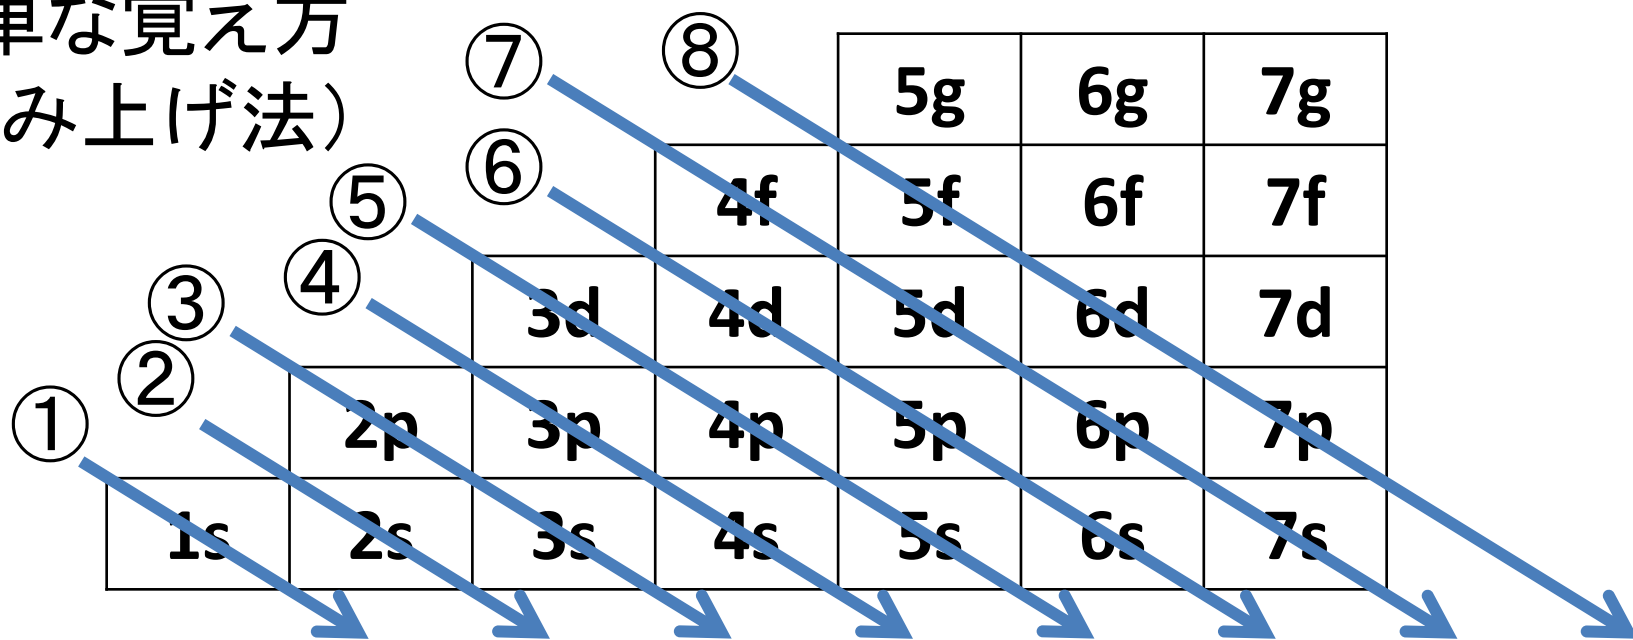 単な覚え方
み上げ法）
⑦ ⑧
5g 6g 7g
⑥
4f 5f 6f 7f
⑤
④
3d 4d 5d 6d 7d
③
②
2p 3p 4p 5p 6p 7p
①
1s 2s 3s 4s 5s 6s 7s